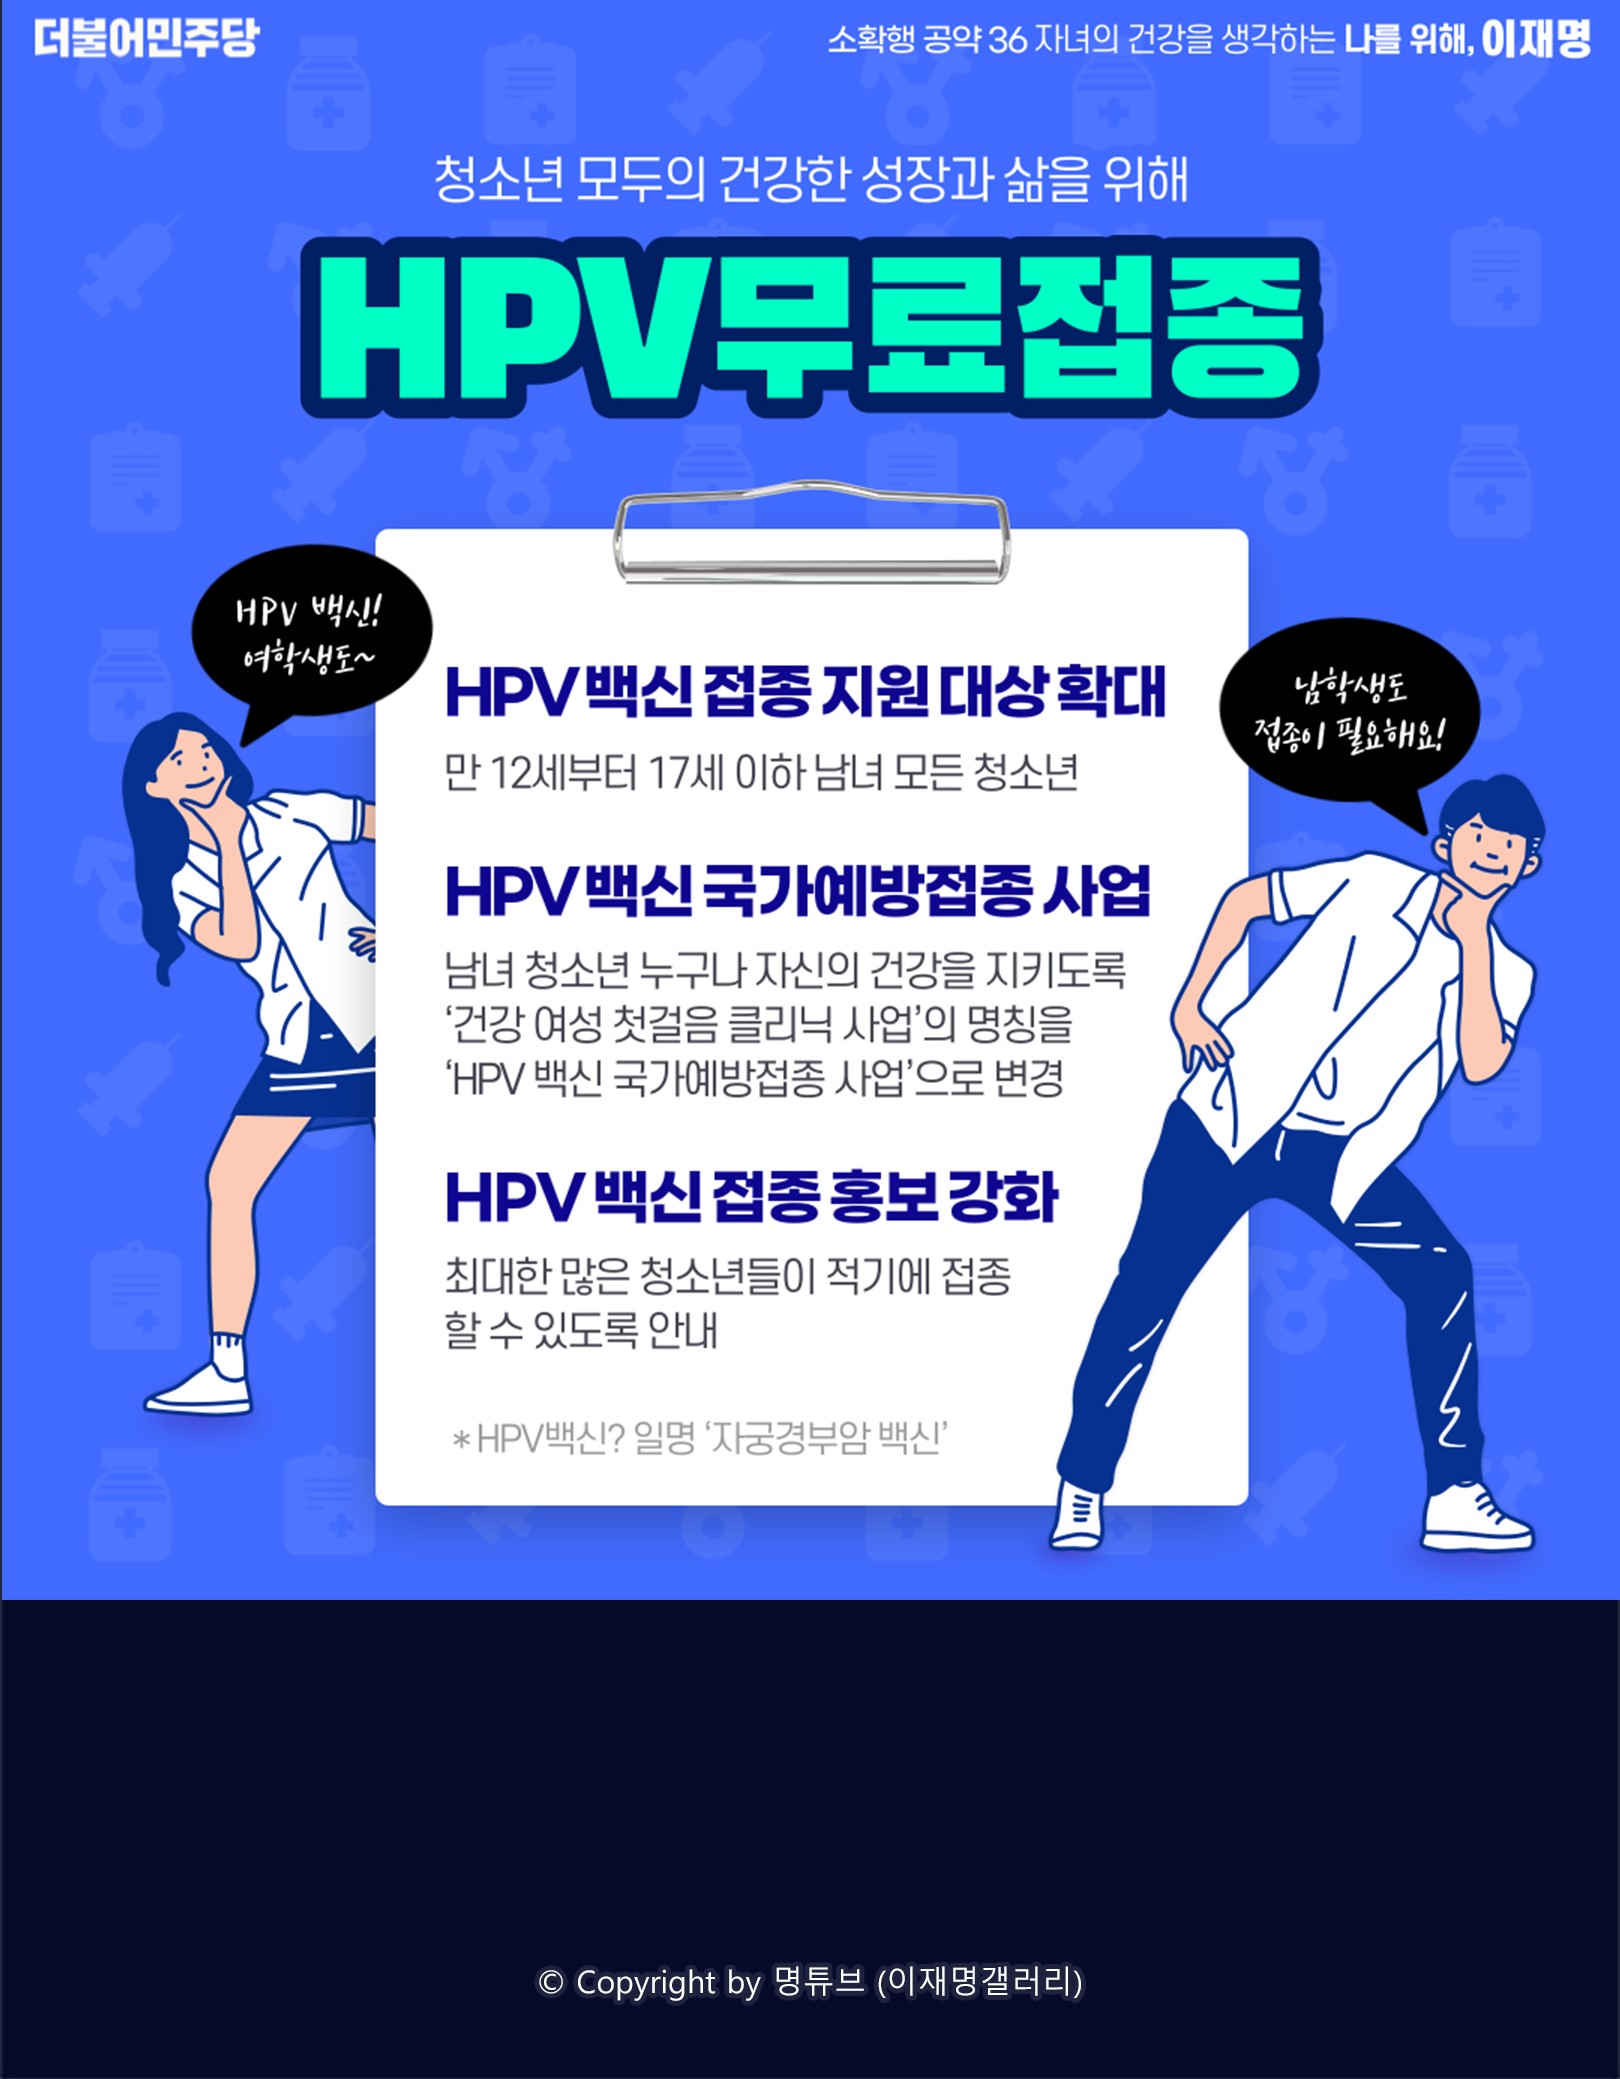 더불어민주당
소확행 공약 36 자녀의 건강을 생각하는 나를 위해, 이재명
청소년 모두의 건강한 성장과 삶을 위해
HPV무료접종
HPV 백신!
여학생도~
남학생도
접종이 필요해요!
HPV 백신 접종 지원 대상 확대
만 12세부터 17세 이하 남녀 모든 청소년
HPV 백신 국가예방접종 사업
남녀 청소년 누구나 자신의 건강을 지키도록
‘건강 여성 첫걸음 클리닉 사업’의 명칭을
‘HPV 백신 국가예방접종 사업’으로 변경
HPV 백신 접종 홍보 강화
최대한 많은 청소년들이 적기에 접종
할 수 있도록 안내
*HPV백신? 일명 ‘자궁경부암 백신’
© Copyright by 명튜브 (이재명갤러리)